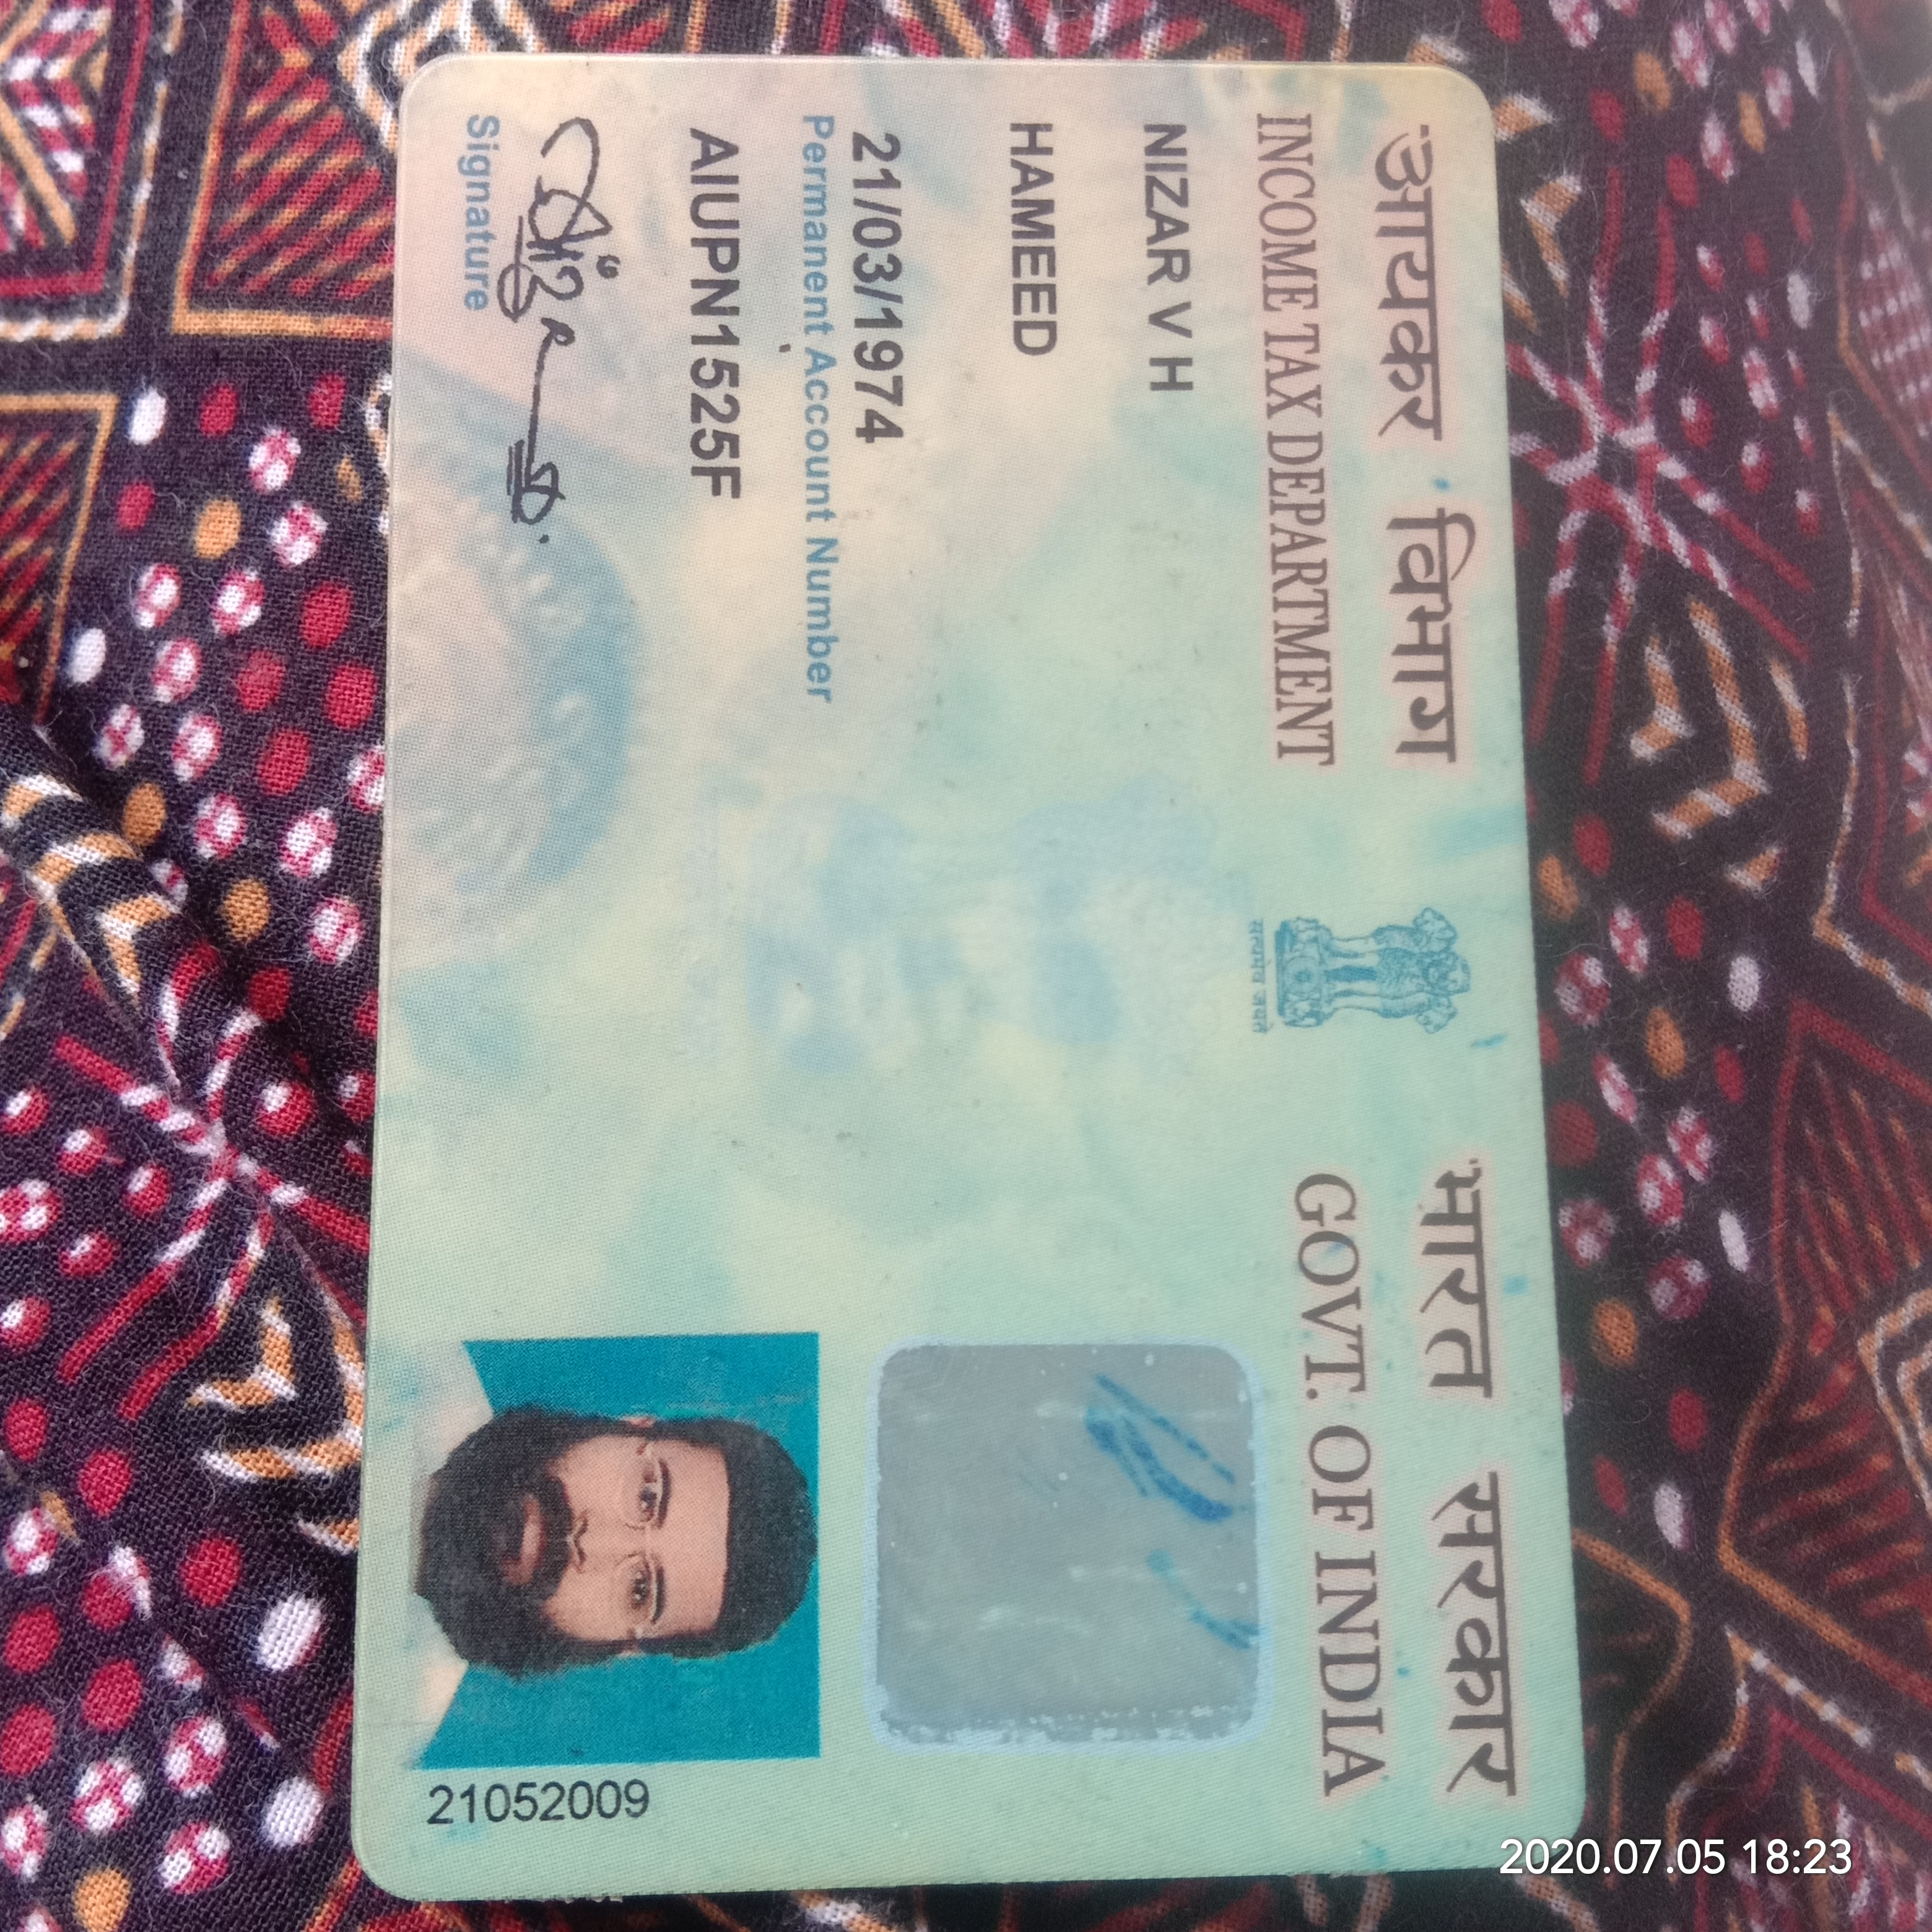 आयकर विभाग
INCOME TAX DEPARTMENT
सत्यमेव जयते
भारत सरकार
GOVT. OF INDIA
NIZAR V H
HAMEED
21/03/1974
Permanent Account Number
AIUPN1525F
Signature
21052009
2020.07.05 18:23